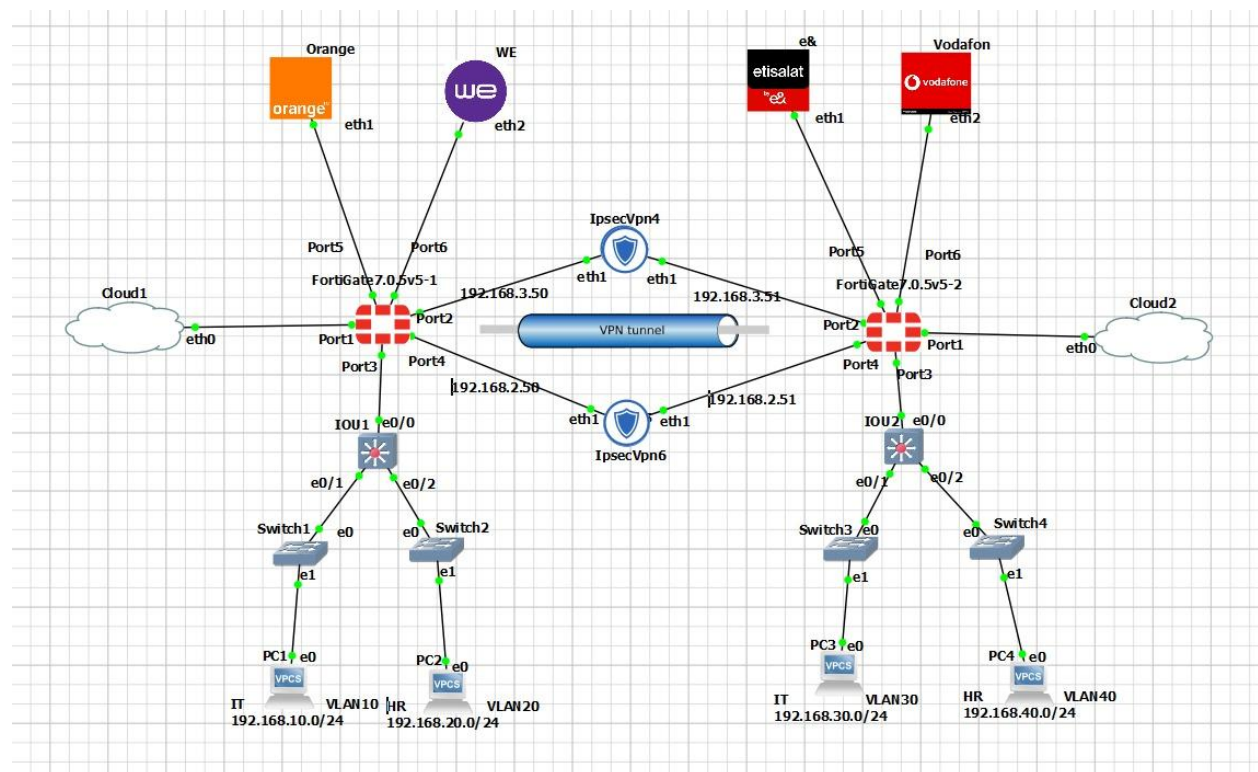 Orange
WE
e&
Vodafon
orange
we
etisalat
by e&
vodafone
eth1
eth2
eth1
eth2
IpsecVpn4
Port5
Port6
Port5
Port6
FortiGate7.0.5v5-1
eth1
eth1
FortiGate7.0.5v5-2
Cloud1
192.168.3.50
192.168.3.51
Cloud2
eth0
Port1
Port2
VPN tunnel
Port2
Port1
eth0
Port3
Port4
Port4
Port3
192.168.2.50
192.168.2.51
IOU1
e0/0
eth1
eth1
IOU2
e0/0
IpsecVpn6
e0/1
e0/2
e0/1
e0/2
Switch1
e0
e0
Switch2
Switch3
e0
e0
Switch4
e1
e1
e1
e1
PC1
e0
PC2
e0
PC3
e0
PC4
e0
VPCS
VPCS
VPCS
VPCS
IT
VLAN10
HR
VLAN20
IT
VLAN30
HR
VLAN40
192.168.10.0/24
192.168.20.0/24
192.168.30.0/24
192.168.40.0/24